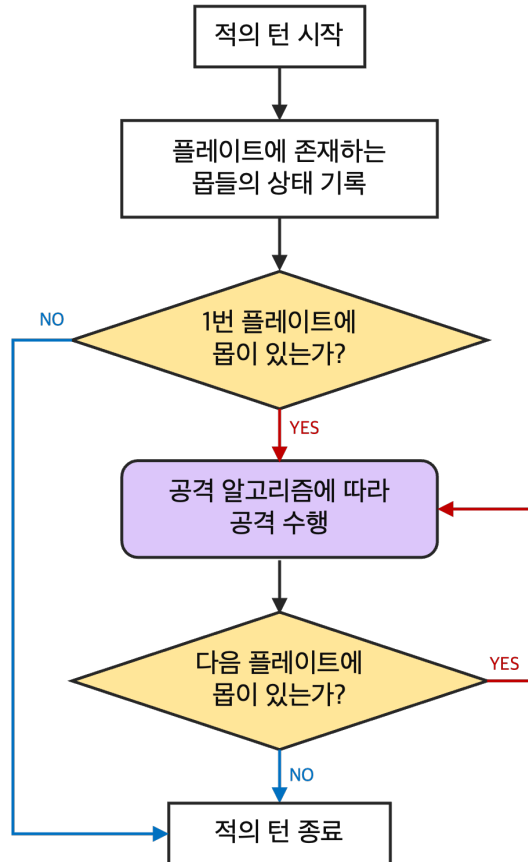 적의 턴 시작
플레이트에 존재하는
몹들의 상태 기록
1번 플레이트에
몹이 있는가?
NO
YES
공격 알고리즘에 따라
공격 수행
다음 플레이트에
몹이 있는가?
YES
NO
적의 턴 종료